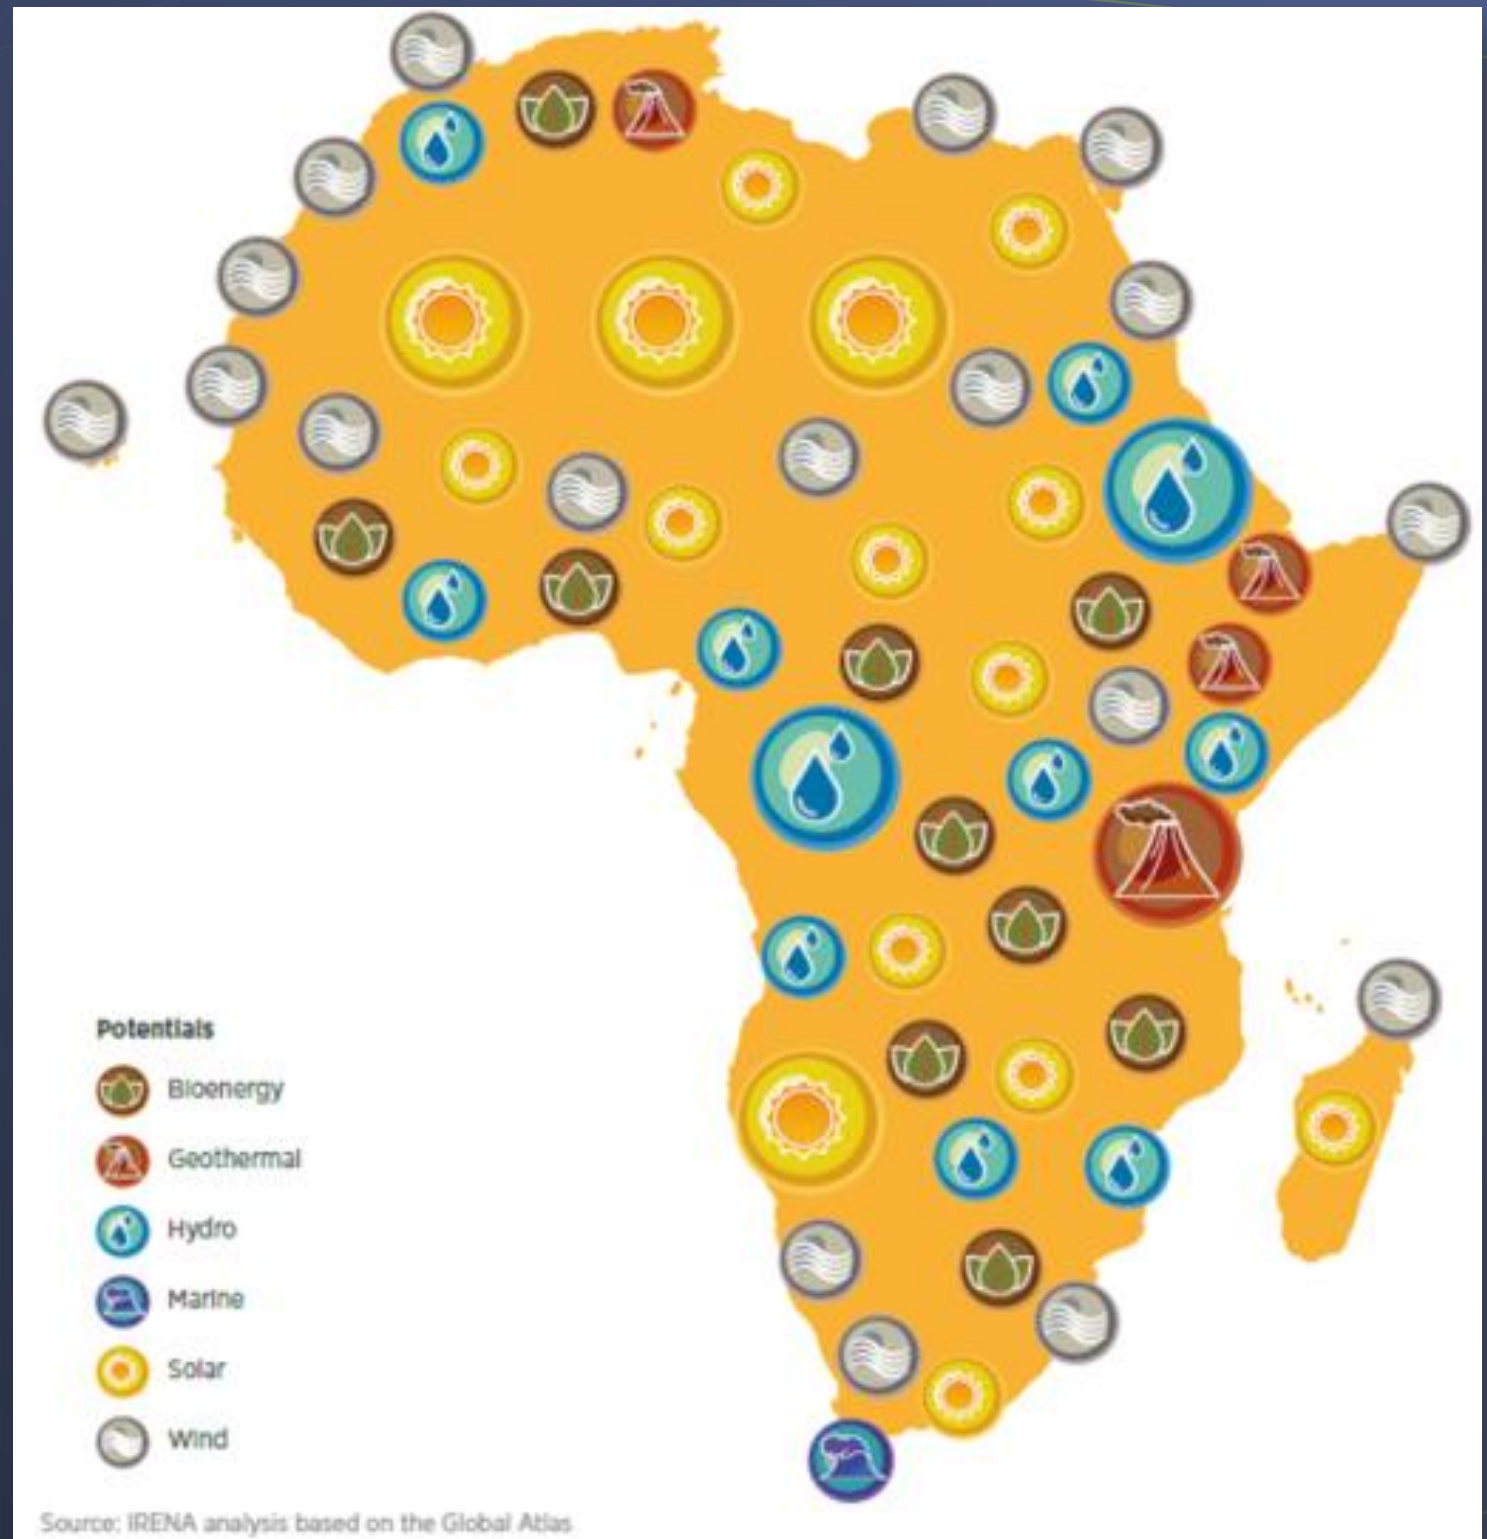 Potentials
Bioenergy
Geothermal
Hydro
Marine
Solar
Wind
Source: IRENA analysis based on the Global Atlas